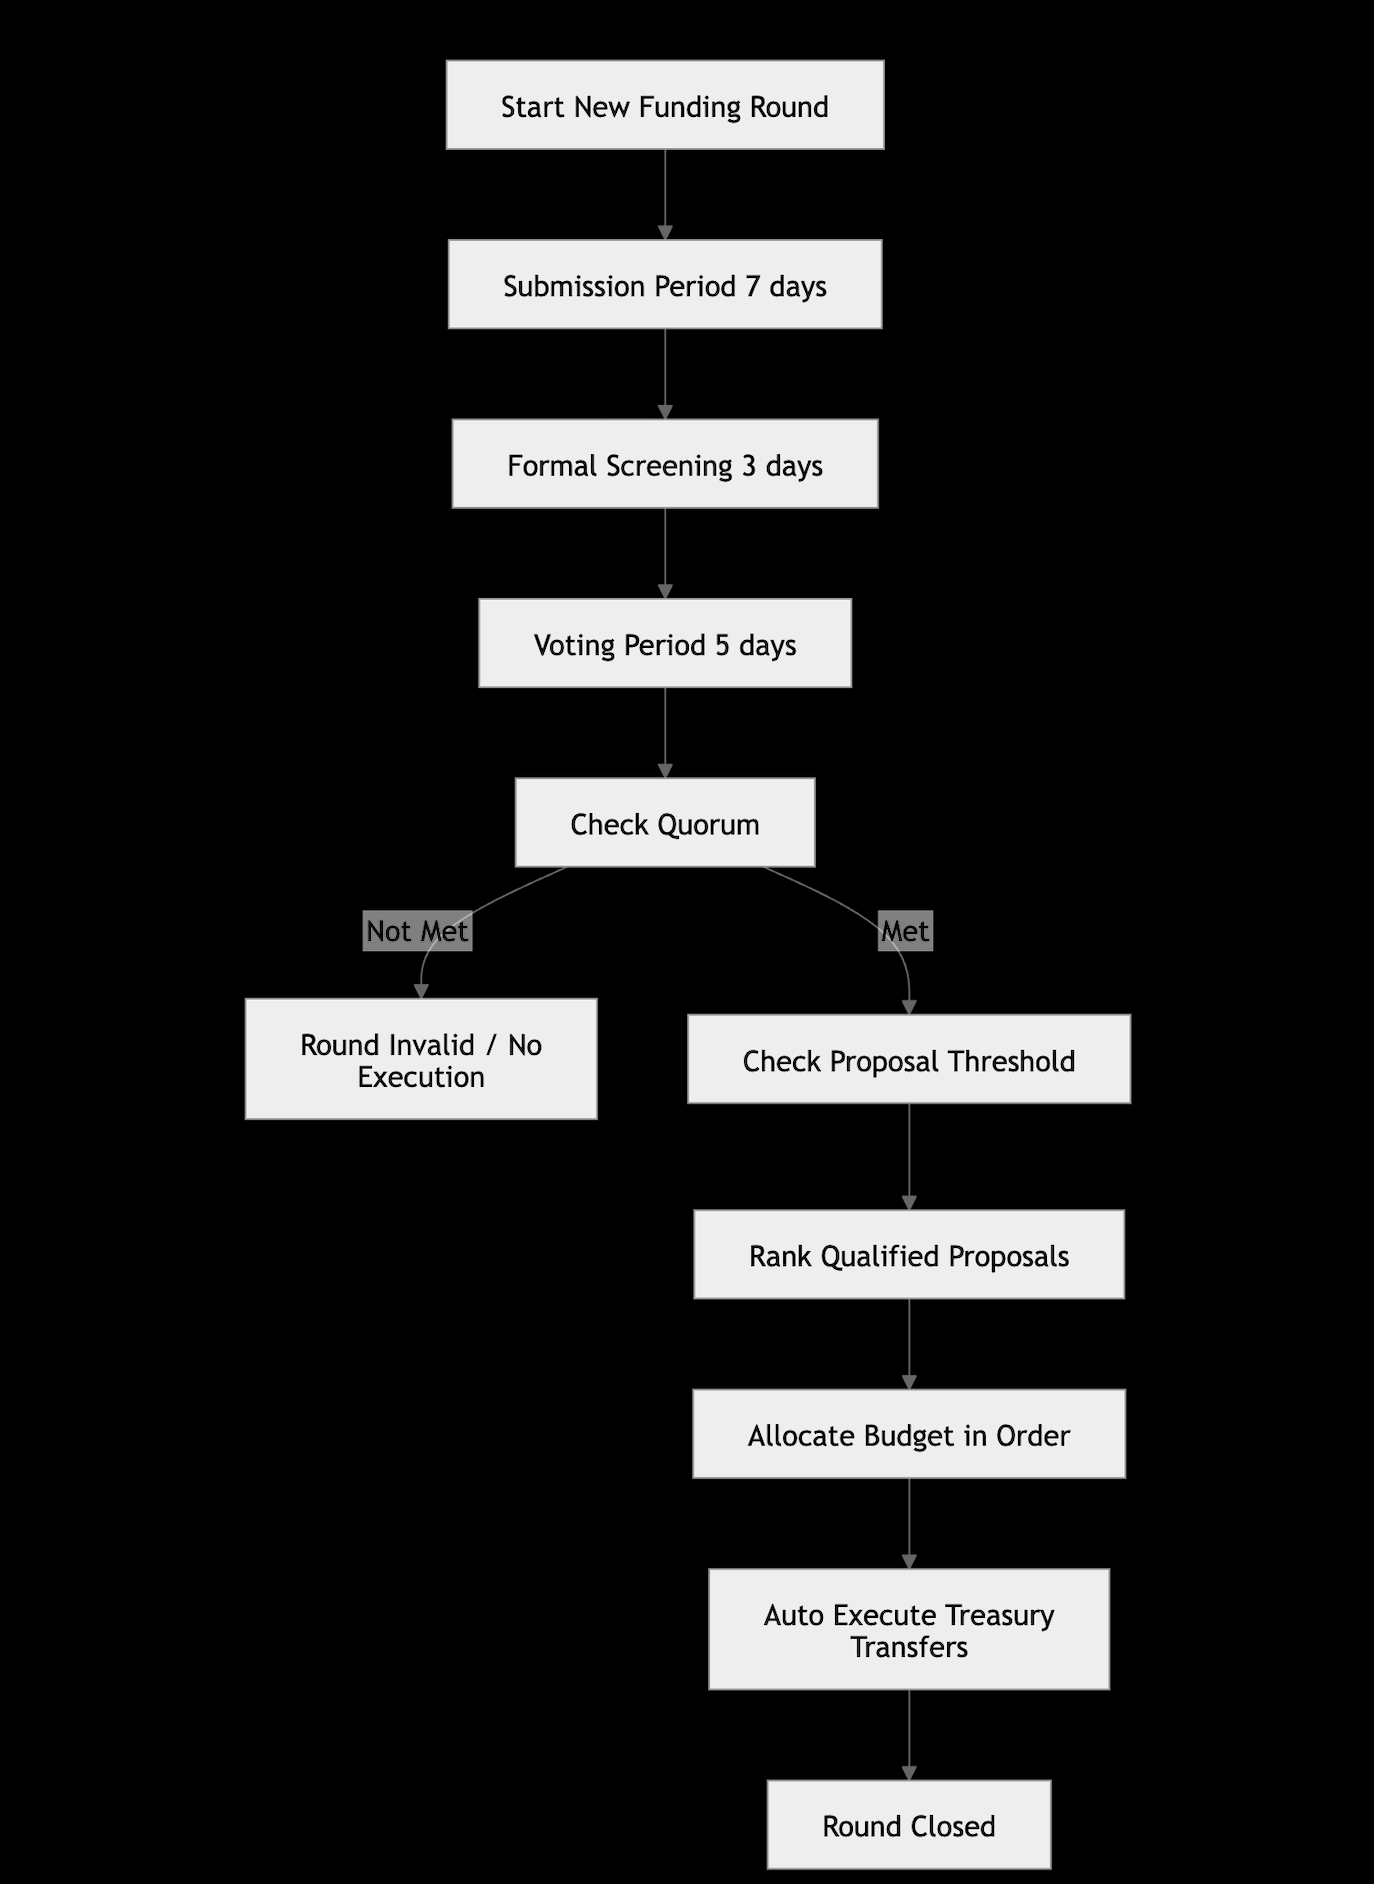 Start New Funding Round
Submission Period 7 days
Formal Screening 3 days
Voting Period 5 days
Check Quorum
Not Met
Met
Round Invalid / No
Execution
Check Proposal Threshold
Rank Qualified Proposals
Allocate Budget in Order
Auto Execute Treasury
Transfers
Round Closed